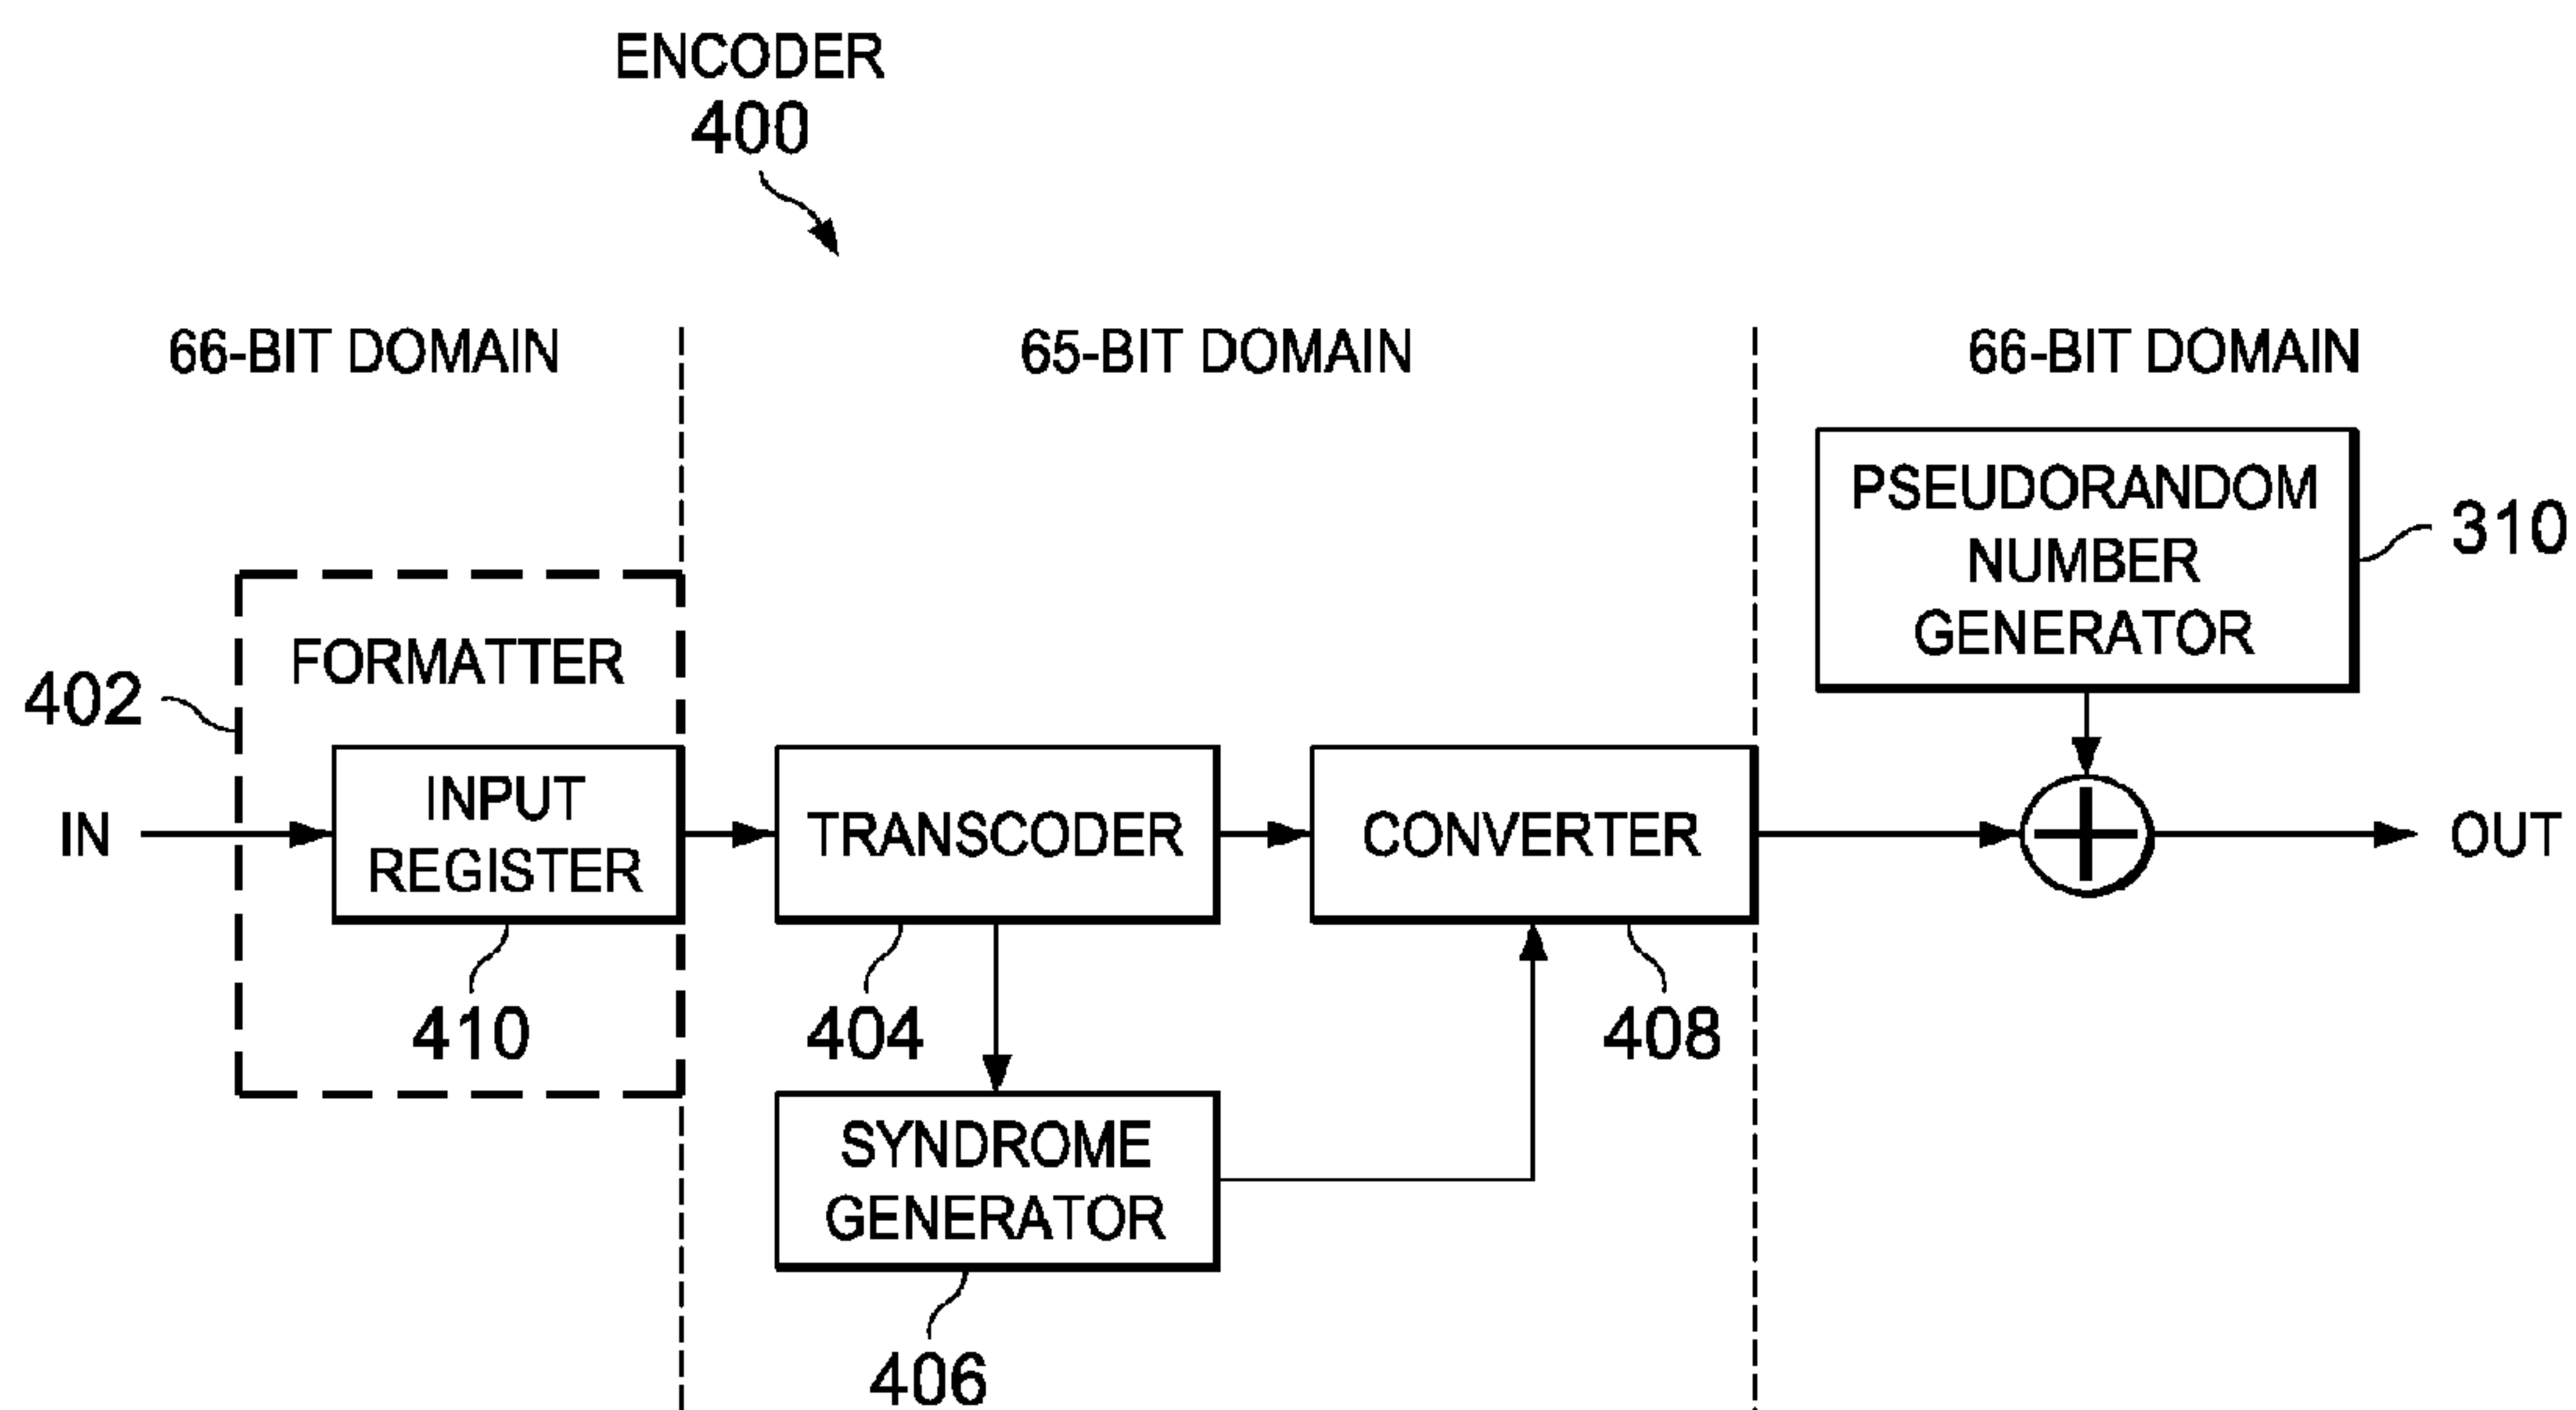 ENCODER
400
66-BIT DOMAIN
65-BIT DOMAIN
66-BIT DOMAIN
PSEUDORANDOM
NUMBER
GENERATOR
310
FORMATTER
402
IN
INPUT
REGISTER
TRANSCODER
CONVERTER
OUT
410
404
408
SYNDROME
GENERATOR
406